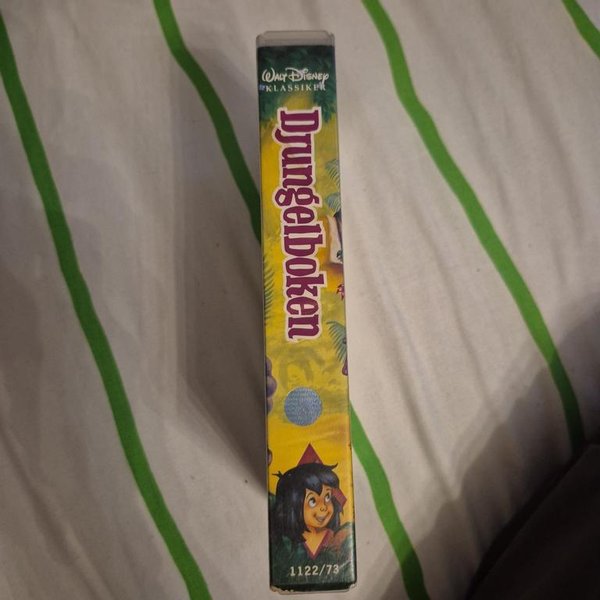 WALT DISNEY
KLASSIKER
Djungelboken
1122/73